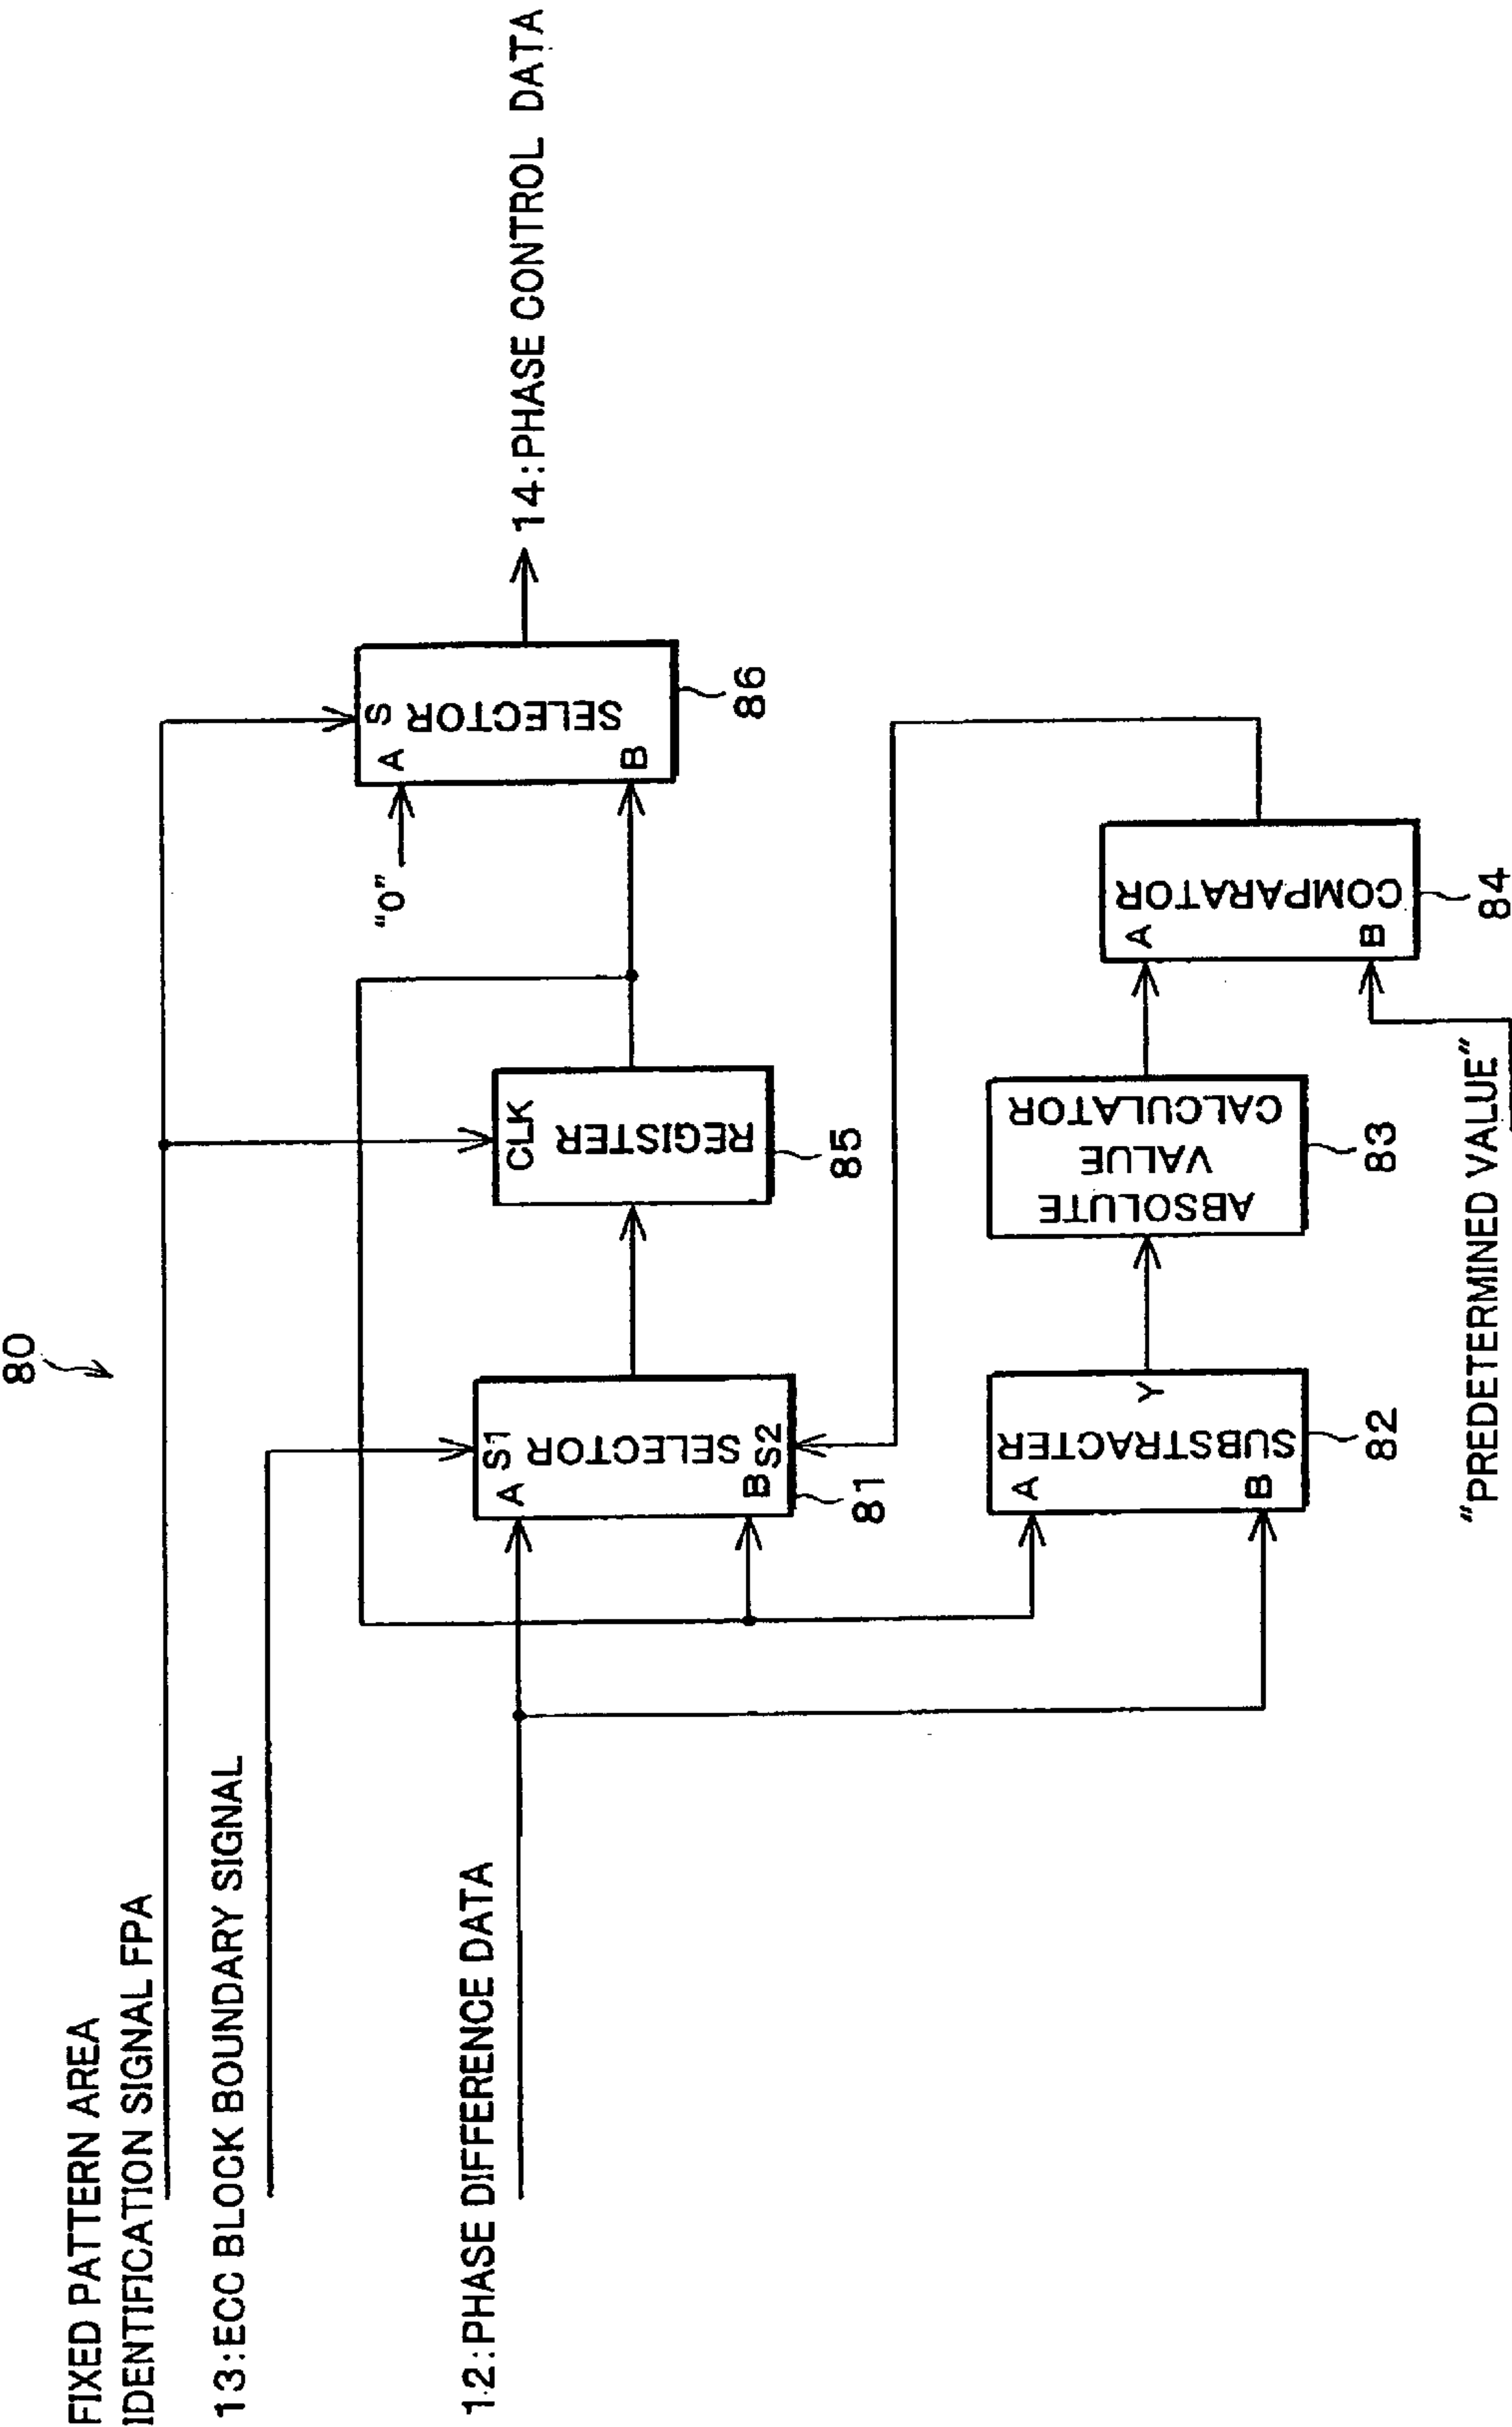 80
FIXED PATTERN AREA
IDENTIFICATION SIGNAL FPA
13:ECC BLOCK BOUNDARY SIGNAL
12:PHASE DIFFERENCE DATA
S1
A
SELECTOR
B
S2
81
CLK
REGISTER
85
"0"
S
A
SELECTOR
B
86
14:PHASE CONTROL DATA
A
SUBSTRACTER
B
Y
82
ABSOLUTE
VALUE
CALCULATOR
83
A
COMPARATOR
B
84
"PREDETERMINED VALUE"